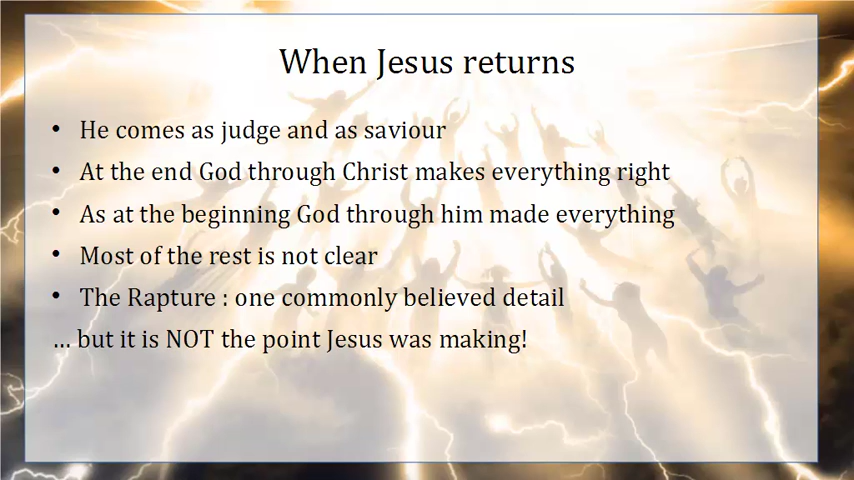 When Jesus returns
• He comes as judge and as saviour
• At the end God through Christ makes everything right
• As at the beginning God through him made everything
• Most of the rest is not clear
• The Rapture : one commonly believed detail
... but it is NOT the point Jesus was making!